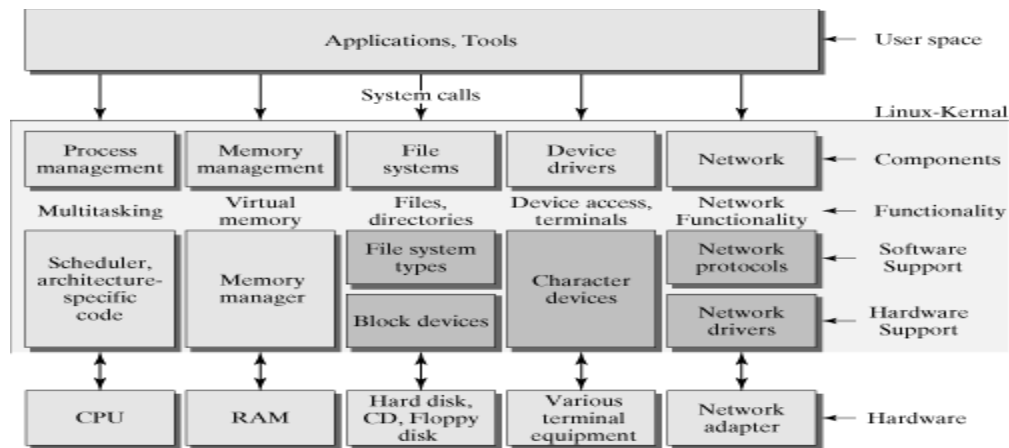 Applications, Tools
User space
System calls
Linux-Kernel
Process
management
Memory
management
File
systems
Device
drivers
Network
Components
Multitasking
Virtual
memory
Files,
directories
Device access,
terminals
Network
Functionality
Functionality
Scheduler,
architecture-
specific
code
Memory
manager
File system
types
Block devices
Character
devices
Network
protocols
Network
drivers
Software
Support
Hardware
Support
CPU
RAM
Hard disk,
CD, Floppy
disk
Various
terminal
equipment
Network
adapter
Hardware